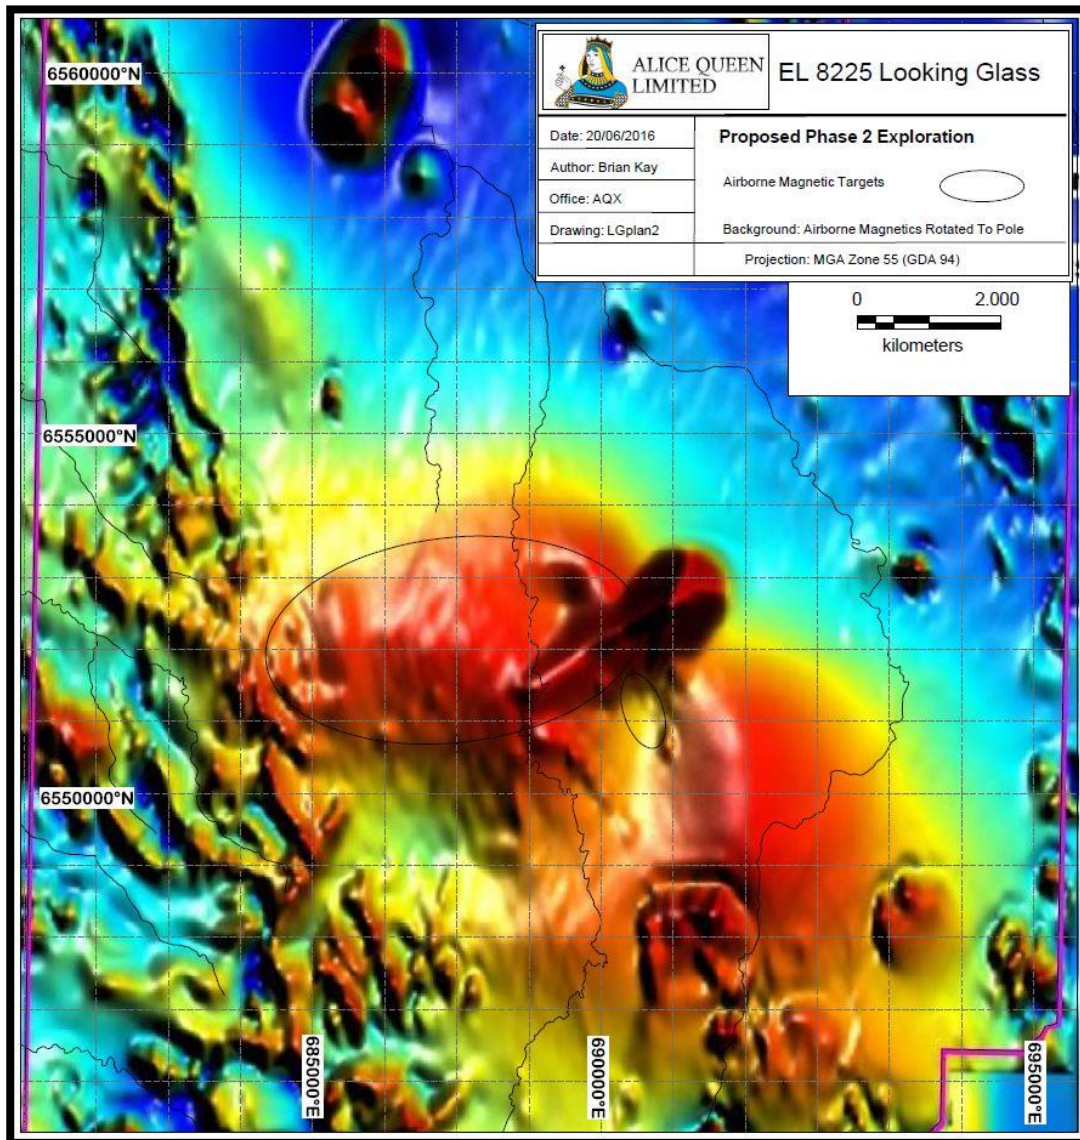 ALICE QUEEN
LIMITED
EL 8225 Looking Glass
Date: 20/06/2016
Author: Brian Kay
Office: AQX
Drawing: LGplan2
Proposed Phase 2 Exploration
Airborne Magnetic Targets
Background: Airborne Magnetics Rotated To Pole
Projection: MGA Zone 55 (GDA 94)
0 2.000
kilometers
6560000°N
6555000°N
6550000°N
685000°E
690000°E
695000°E